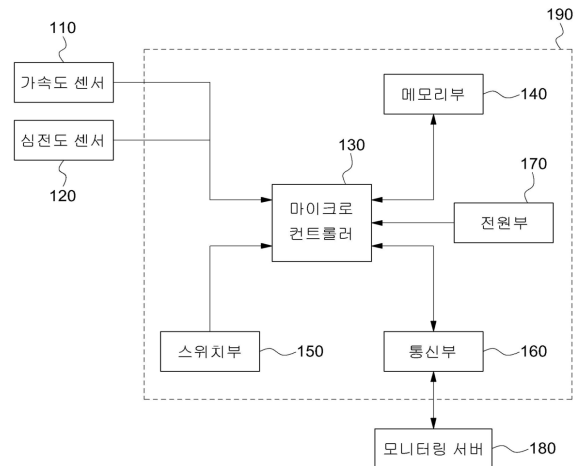 190
110
가속도 센서
메모리부
140
심전도 센서
120
130
170
마이크로
컨트롤러
전원부
스위치부
150
통신부
160
모니터링 서버
180